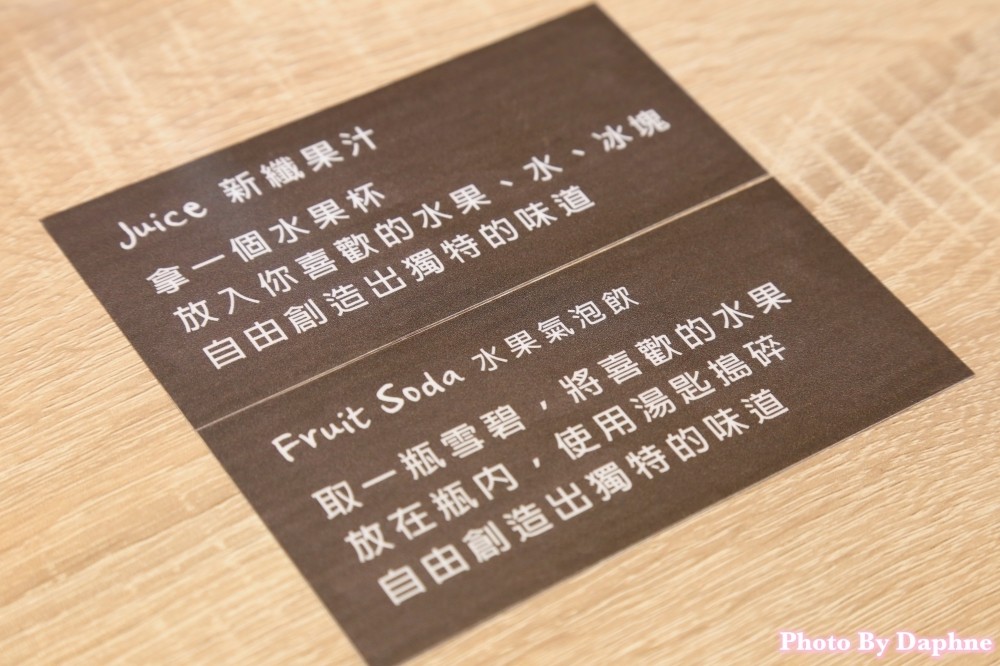 Juice 新纖果汁
拿一個水果杯
放入你喜歡的水果、水、冰塊
自由創造出獨特的味道
Fruit Soda 水果氣泡飲
取一瓶雪碧，將喜歡的水果
放在瓶內，使用湯匙搗碎
自由創造出獨特的味道
Photo By Daphne